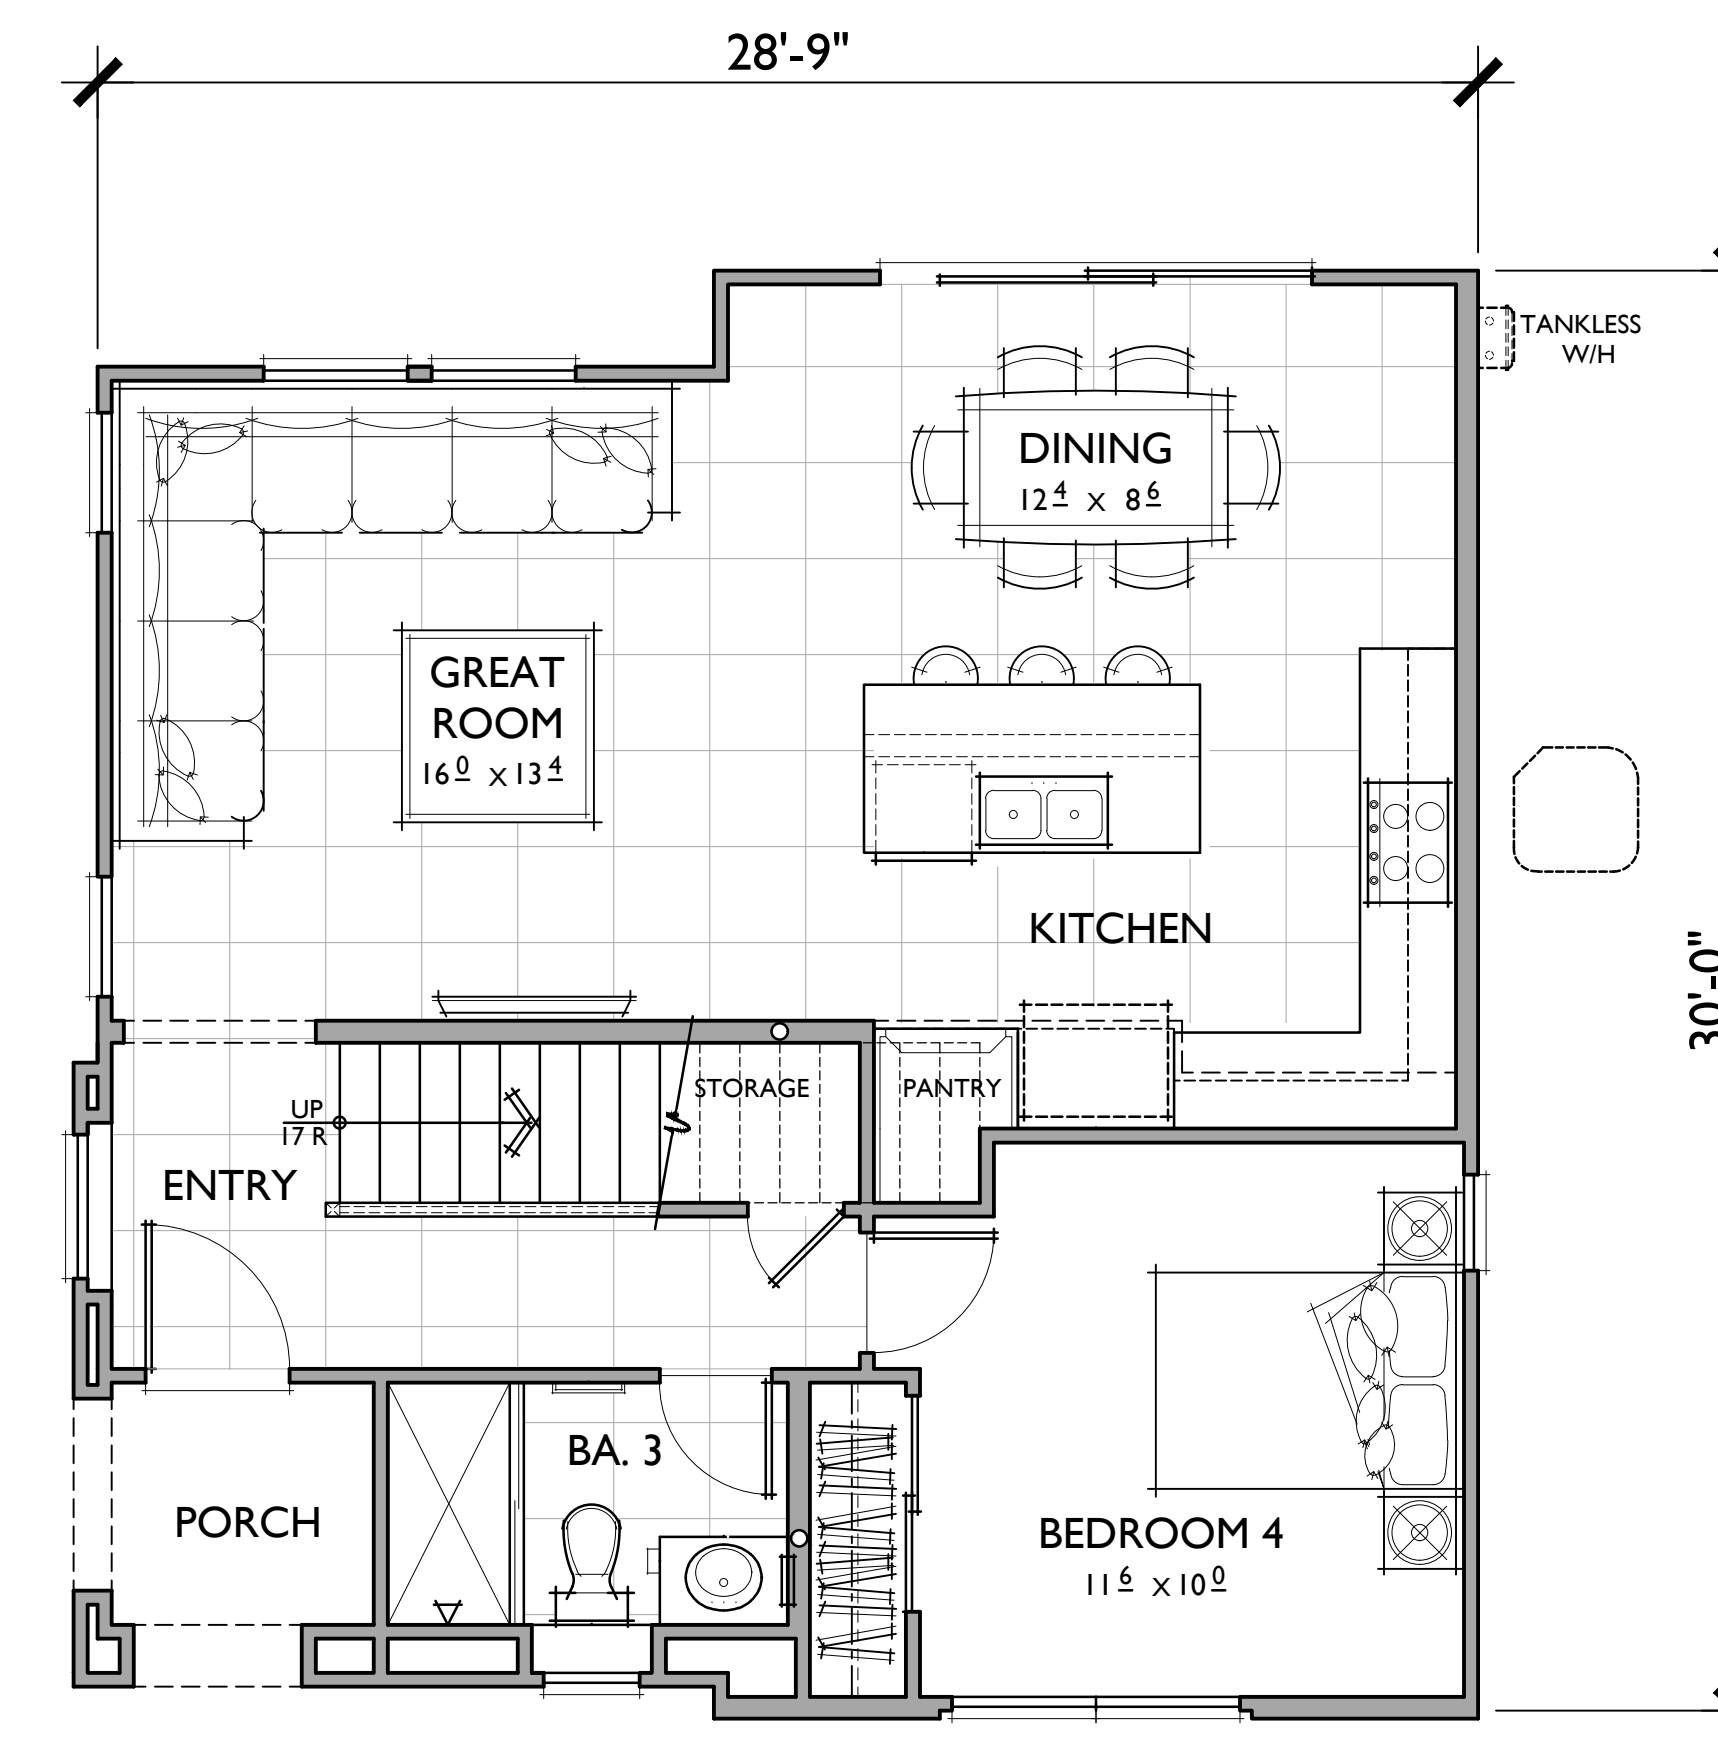 28'-9"
TANKLESS
W/H
DINING
12 4 X 8 6
GREAT
ROOM
16 0 X 13 4
KITCHEN
30'-0"
STORAGE
PANTRY
UP
17 R
ENTRY
BA. 3
PORCH
BEDROOM 4
11 6 X 10 0